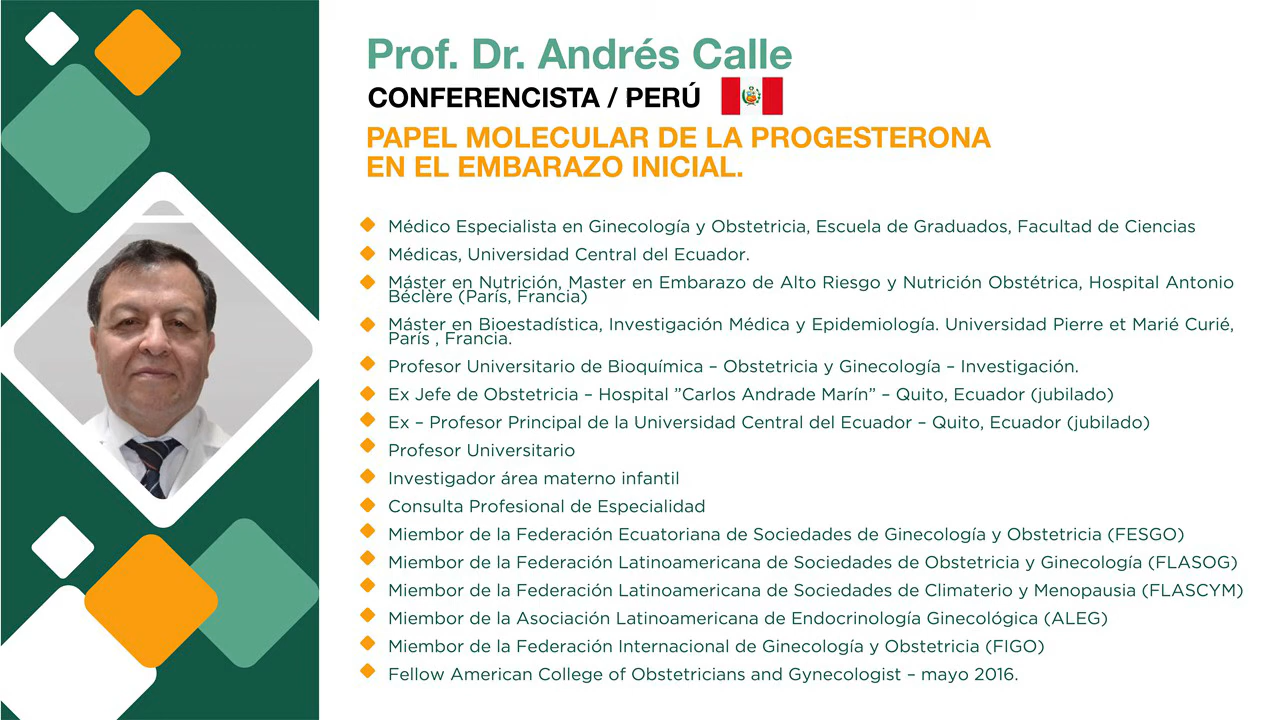 Prof. Dr. Andrés Calle
CONFERENCISTA / PERÚ
PAPEL MOLECULAR DE LA PROGESTERONA
EN EL EMBARAZO INICIAL.
Médico Especialista en Ginecología y Obstetricia, Escuela de Graduados, Facultad de Ciencias
Médicas, Universidad Central del Ecuador.
Máster en Nutrición, Master en Embarazo de Alto Riesgo y Nutrición Obstétrica, Hospital Antonio
Béclère (París, Francia)
Máster en Bioestadística, Investigación Médica y Epidemiología. Universidad Pierre et Marié Curié,
París , Francia.
Profesor Universitario de Bioquímica – Obstetricia y Ginecología – Investigación.
Ex Jefe de Obstetricia – Hospital ”Carlos Andrade Marín” – Quito, Ecuador (jubilado)
Ex – Profesor Principal de la Universidad Central del Ecuador – Quito, Ecuador (jubilado)
Profesor Universitario
Investigador área materno infantil
Consulta Profesional de Especialidad
Miembor de la Federación Ecuatoriana de Sociedades de Ginecología y Obstetricia (FESGO)
Miembor de la Federación Latinoamericana de Sociedades de Obstetricia y Ginecología (FLASOG)
Miembor de la Federación Latinoamericana de Sociedades de Climaterio y Menopausia (FLASCYM)
Miembor de la Asociación Latinoamericana de Endocrinología Ginecológica (ALEG)
Miembor de la Federación Internacional de Ginecología y Obstetricia (FIGO)
Fellow American College of Obstetricians and Gynecologist – mayo 2016.